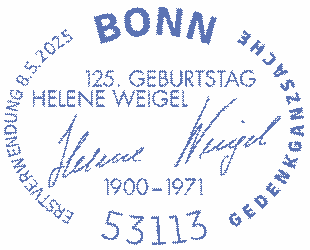 BONN
ERSTVERWENDUNG 8.5.2025
GEDENKGANZSACHE
125. GEBURTSTAG
HELENE WEIGEL
Helene Weigel
1900-1971
53113